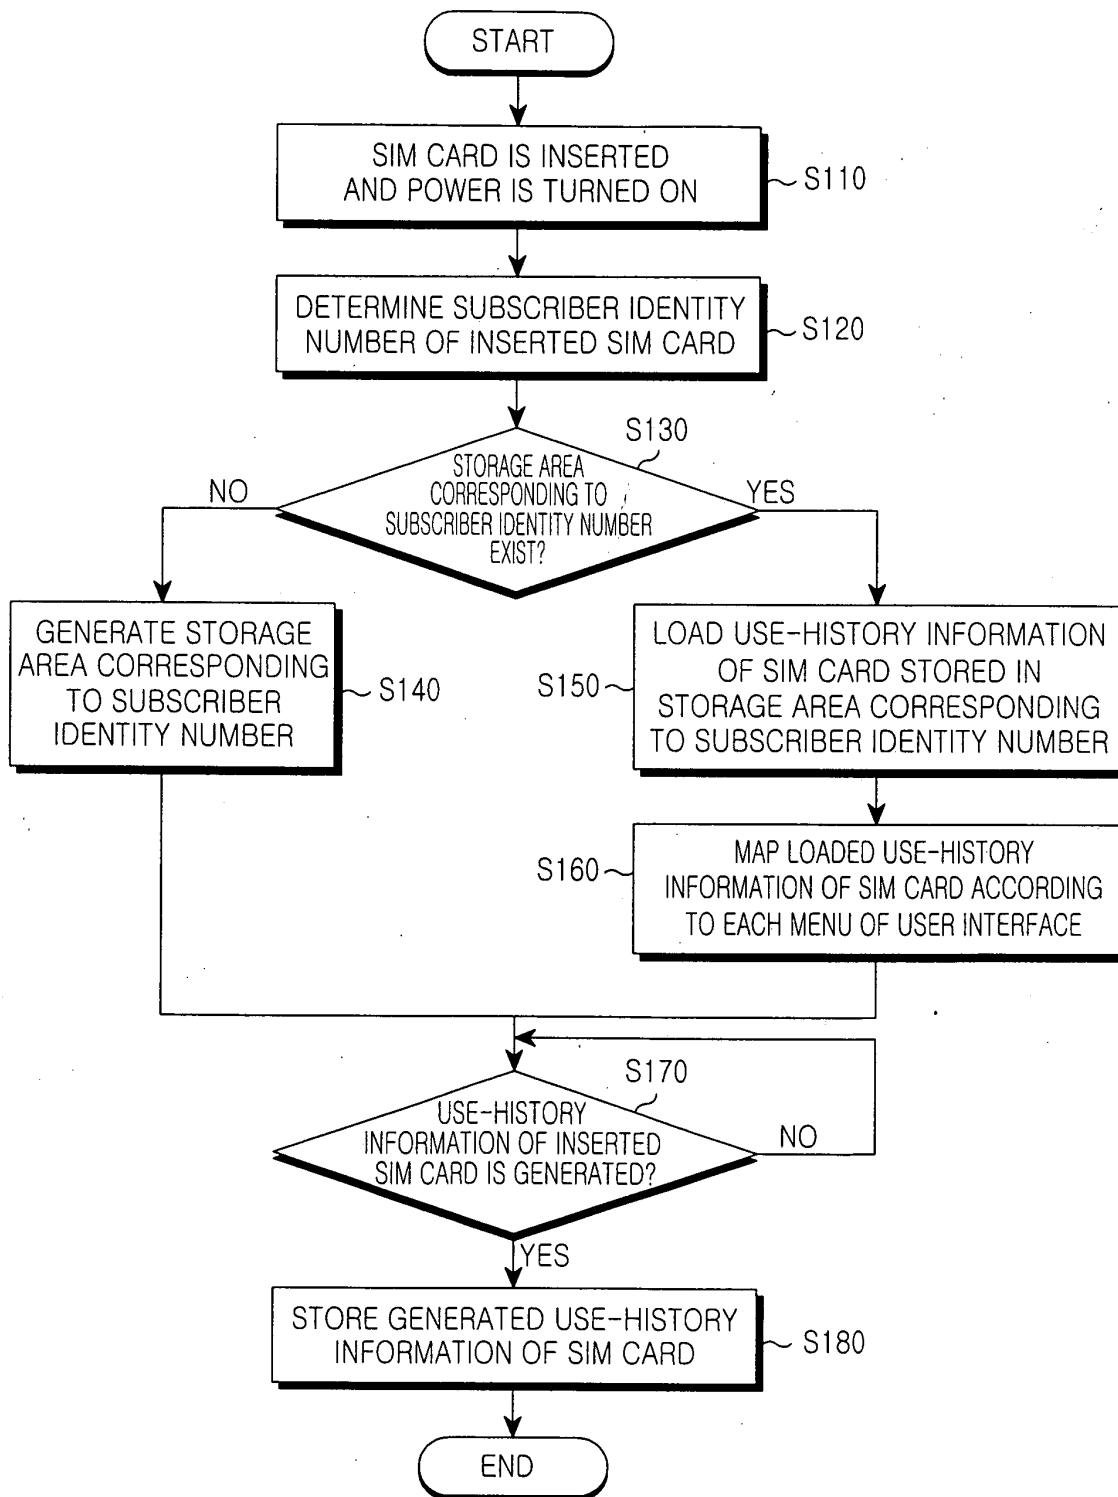 START
SIM CARD IS INSERTED
AND POWER IS TURNED ON
S110
DETERMINE SUBSCRIBER IDENTITY
NUMBER OF INSERTED SIM CARD
S120
S130
STORAGE AREA
CORRESPONDING TO
SUBSCRIBER IDENTITY NUMBER
EXIST?
NO
YES
GENERATE STORAGE
AREA CORRESPONDING
TO SUBSCRIBER
IDENTITY NUMBER
S140
S150
LOAD USE-HISTORY INFORMATION
OF SIM CARD STORED IN
STORAGE AREA CORRESPONDING
TO SUBSCRIBER IDENTITY NUMBER
S160
MAP LOADED USE-HISTORY
INFORMATION OF SIM CARD ACCORDING
TO EACH MENU OF USER INTERFACE
S170
USE-HISTORY
INFORMATION OF INSERTED
SIM CARD IS GENERATED?
NO
YES
STORE GENERATED USE-HISTORY
INFORMATION OF SIM CARD
S180
END